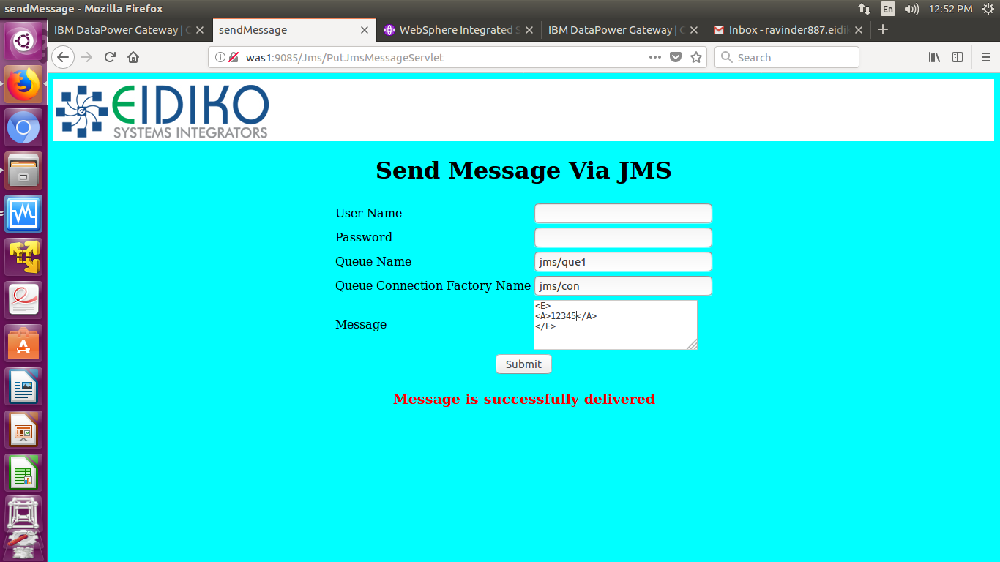 sendMessage - Mozilla Firefox
En
12:52 PM
IBM DataPower Gateway | C
sendMessage
WebSphere Integrated S
IBM DataPower Gateway | C
Inbox - ravinder887.eidik
was1:9085/Jms/PutJmsMessageServlet
Search
EIDIKO
SYSTEMS INTEGRATORS
Send Message Via JMS
User Name
Password
Queue Name jms/que1
Queue Connection Factory Name jms/con
Message
<E>
<A>12345</A>
</E>
Submit
Message is successfully delivered